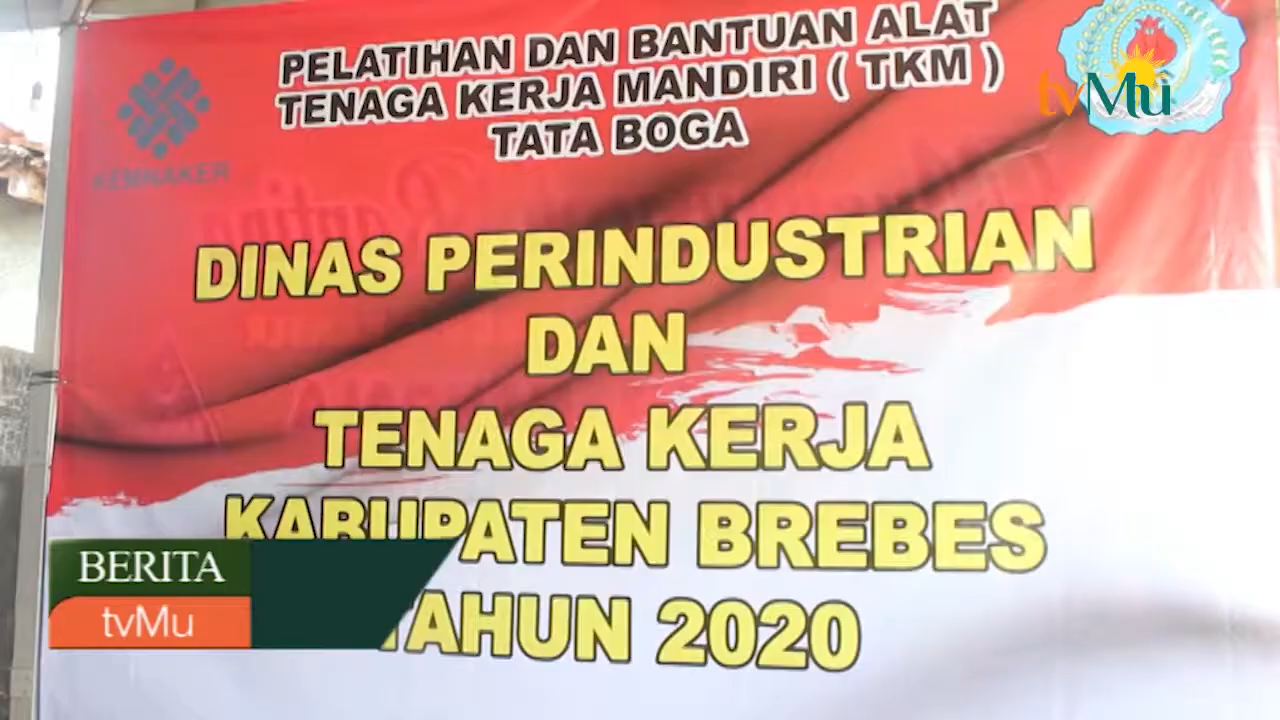 PELATIHAN DAN BANTUAN ALAT
TENAGA KERJA MANDIRI ( TKM )
TATA BOGA
KEMNAKER
tvMu
DINAS PERINDUSTRIAN
DAN
TENAGA KERJA
KABUPATEN BREBES
TAHUN 2020
BERITA
tvMu